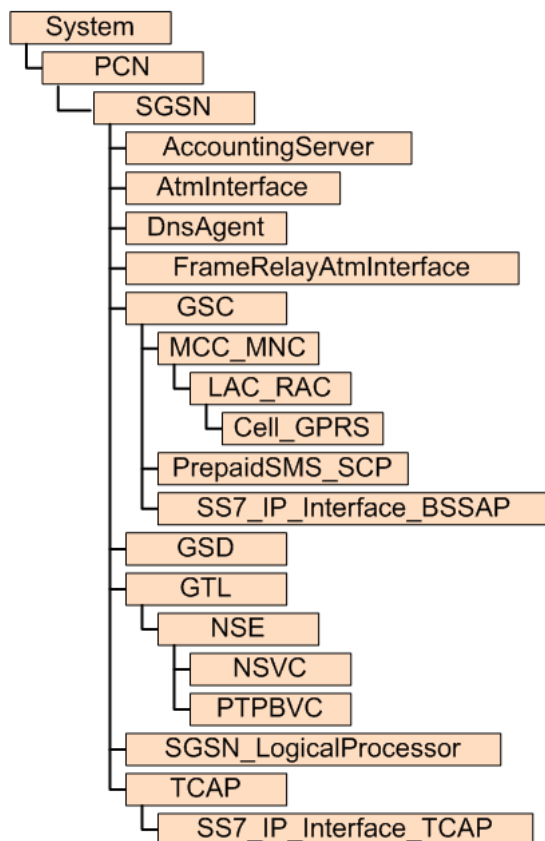 System
PCN
SGSN
AccountingServer
AtmInterface
DnsAgent
FrameRelayAtmInterface
GSC
MCC_MNC
LAC_RAC
Cell_GPRS
PrepaidSMS_SCP
SS7_IP_Interface_BSSAP
GSD
GTL
NSE
NSVC
PTPBVC
SGSN_LogicalProcessor
TCAP
SS7_IP_Interface_TCAP